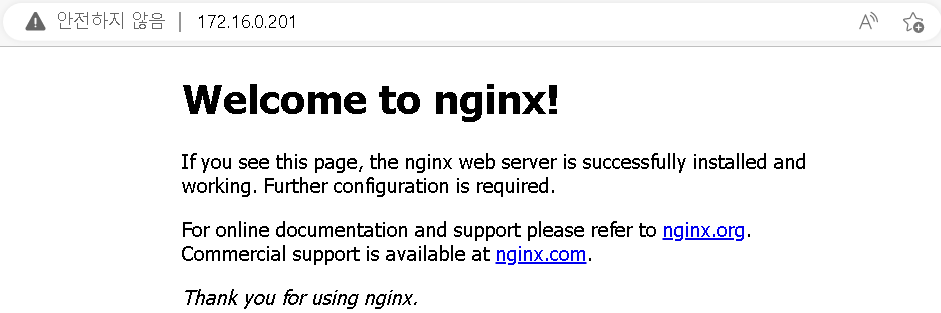 안전하지 않음 | 172.16.0.201
Welcome to nginx!
If you see this page, the nginx web server is successfully installed and
working. Further configuration is required.
For online documentation and support please refer to nginx.org.
Commercial support is available at nginx.com.
Thank you for using nginx.